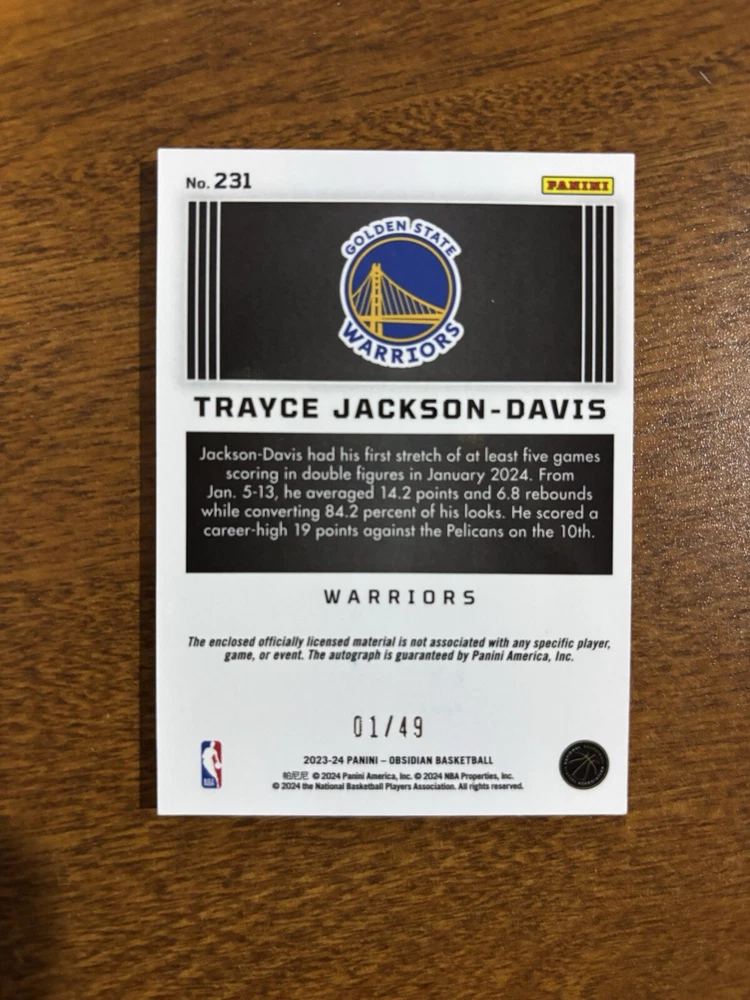 No. 231
PANINI
GOLDEN STATE
WARRIORS
TRAYCE JACKSON-DAVIS
Jackson-Davis had his first stretch of at least five games
scoring in double figures in January 2024. From
Jan. 5-13, he averaged 14.2 points and 6.8 rebounds
while converting 84.2 percent of his looks. He scored a
career-high 19 points against the Pelicans on the 10th.
WARRIORS
The enclosed officially licensed material is not associated with any specific player,
game, or event. The autograph is guaranteed by Panini America, Inc.
01/49
2023-24 PANINI – OBSIDIAN BASKETBALL
帕尼尼 © 2024 Panini America, Inc. © 2024 NBA Properties, Inc.
© 2024 the National Basketball Players Association. All rights reserved.